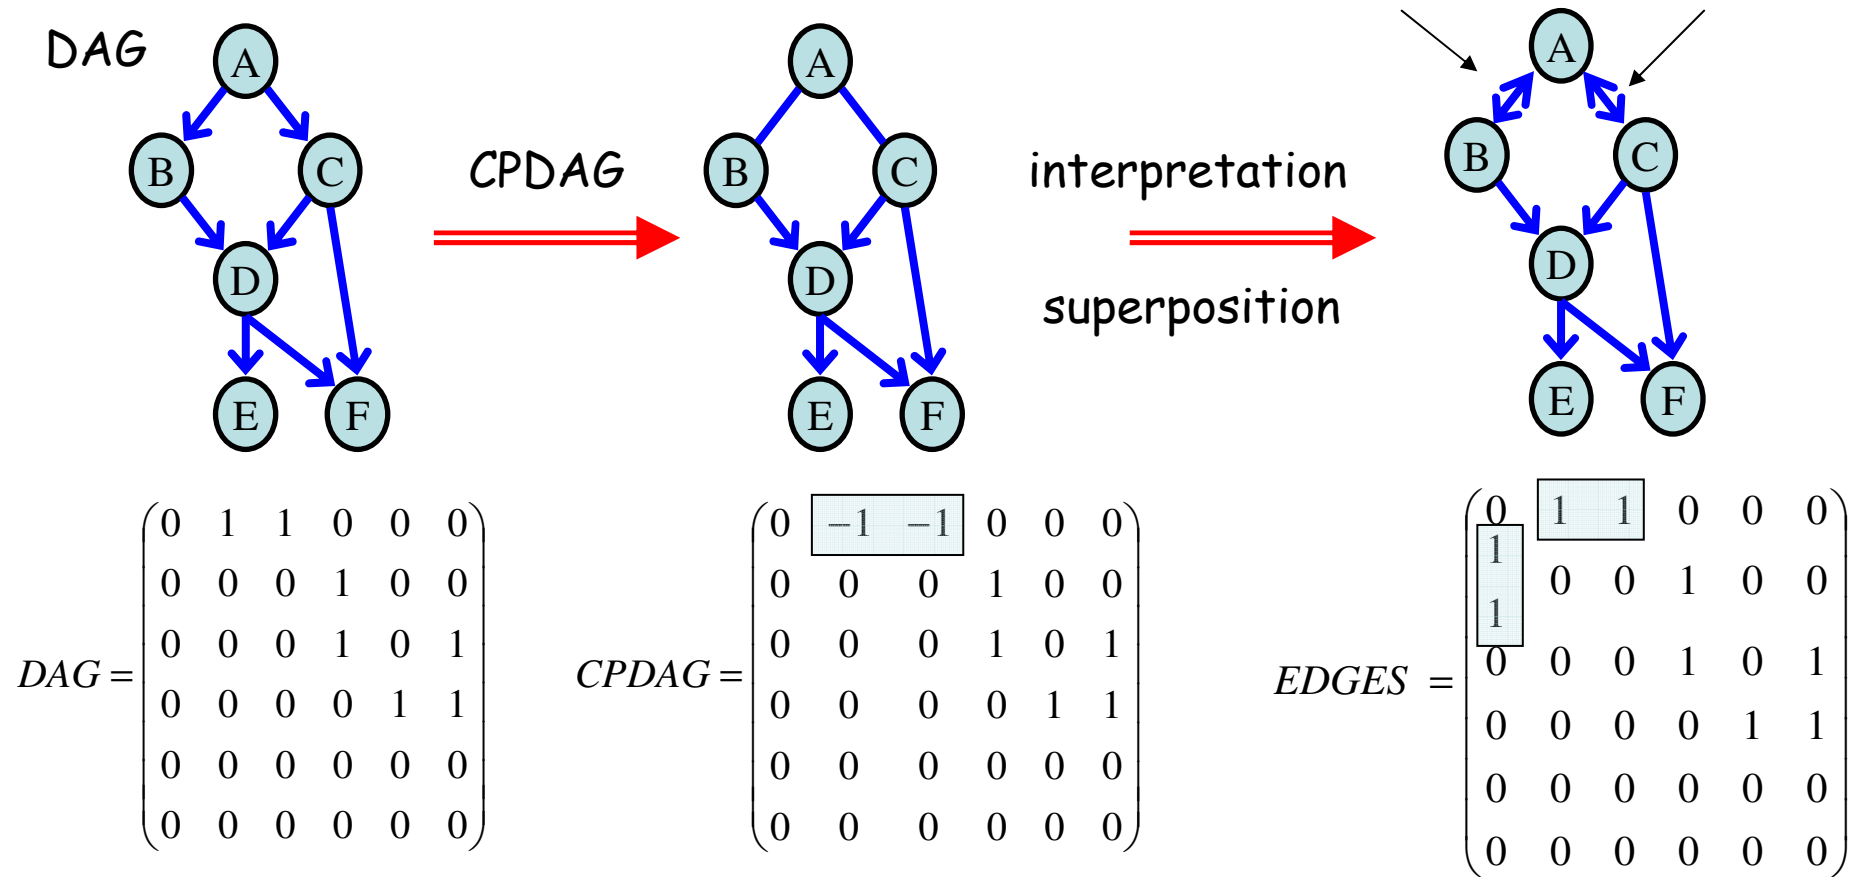 DAG
A
B
C
D
E
F
CPDAG
A
B
C
D
E
F
interpretation
superposition
A
B
C
D
E
F
DAG =
0 1 1 0 0 0
0 0 0 1 0 0
0 0 0 1 0 1
0 0 0 0 1 1
0 0 0 0 0 0
0 0 0 0 0 0
CPDAG =
0 −1 −1 0 0 0
0 0 0 1 0 0
0 0 0 1 0 1
0 0 0 0 1 1
0 0 0 0 0 0
0 0 0 0 0 0
EDGES =
0 1 1 0 0 0
1
0 0 1 0 0
1
0 0 0 1 0 1
0 0 0 0 1 1
0 0 0 0 0 0
0 0 0 0 0 0